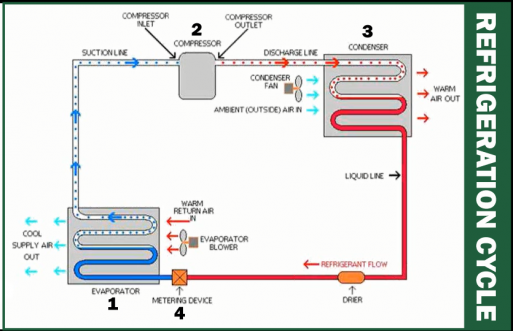 COMPRESSOR
INLET
2
COMPRESSOR
COMPRESSOR
OUTLET
3
CONDENSER
SUCTION LINE
DISCHARGE LINE
CONDENSER
FAN
AMBIENT (OUTSIDE) AIR IN
WARM
AIR OUT
LIQUID LINE
WARM
RETURN AIR
IN
COOL
SUPPLY AIR
OUT
EVAPORATOR
BLOWER
REFRIGERANT FLOW
EVAPORATOR
1
METERING DEVICE
4
DRIER
REFRIGERATION CYCLE